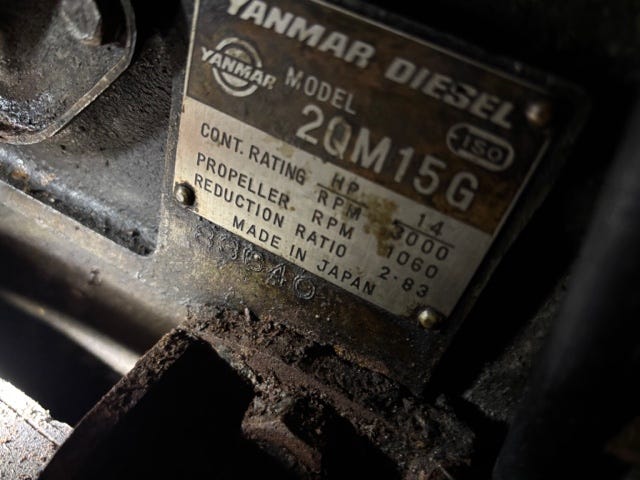 YANMAR DIESEL
YANMAR
MODEL
ISO
2QM15G
CONT. RATING HP 14
RPM 3000
PROPELLER. RPM 1060
REDUCTION RATIO 2.83
MADE IN JAPAN